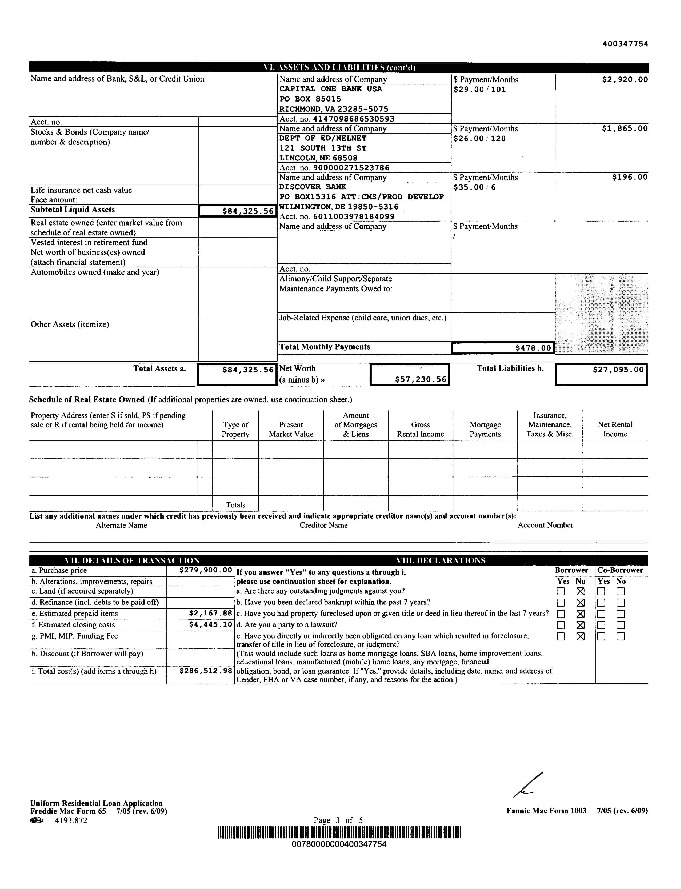 400347754
VI. ASSETS AND LIABILITIES (cont'd)
Name and address of Bank, S&L, or Credit Union
Acct. no.
Stocks & Bonds (Company name/
number & description)
Life insurance net cash value
Face amount:
Subtotal Liquid Assets $84,325.56
Real estate owned (enter market value from
schedule of real estate owned)
Vested interest in retirement fund
Net worth of business(es) owned
(attach financial statement)
Automobiles owned (make and year)
Other Assets (itemize)
Total Assets a. $84,325.56
Name and address of Company $ Payment/Months $2,920.00
CAPITAL ONE BANK USA $29.00/101
PO BOX 85015
RICHMOND, VA 23285-5075
Acct. no. 4147098686530593
Name and address of Company $ Payment/Months $1,865.00
DEPT OF ED/NELNET $26.00/120
121 SOUTH 13TH ST
LINCOLN, NE 68508
Acct. no. 900000271523786
Name and address of Company $ Payment/Months $196.00
DISCOVER BANK $35.00/6
PO BOX15316 ATT:CMS/PROD DEVELOP
WILMINGTON, DE 19850-5316
Acct. no. 6011003978184099
Name and address of Company $ Payment/Months
/
Acct. no.
Alimony/Child Support/Separate
Maintenance Payments Owed to:
Job-Related Expense (child care, union dues, etc.)
Total Monthly Payments $478.00
Net Worth
(a minus b) » $57,230.56
Total Liabilities b. $27,095.00
Schedule of Real Estate Owned (If additional properties are owned, use continuation sheet.)
Property Address (enter S if sold, PS if pending
sale or R if rental being held for income)
Type of
Property
Present
Market Value
Amount
of Mortgages
& Liens
Gross
Rental Income
Mortgage
Payments
Insurance,
Maintenance,
Taxes & Misc.
Net Rental
Income
Totals
List any additional names under which credit has previously been received and indicate appropriate creditor name(s) and account number(s):
Alternate Name Creditor Name Account Number
VII. DETAILS OF TRANSACTION
a. Purchase price $279,900.00
b. Alterations, improvements, repairs
c. Land (if acquired separately)
d. Refinance (incl. debts to be paid off)
e. Estimated prepaid items $2,167.88
f. Estimated closing costs $4,445.10
g. PMI, MIP, Funding Fee
h. Discount (if Borrower will pay)
i. Total cost(s) (add items a through h) $286,512.98
VIII. DECLARATIONS
If you answer "Yes" to any questions a through i,
please use continuation sheet for explanation.
Borrower Co-Borrower
Yes No Yes No
a. Are there any outstanding judgments against you?
b. Have you been declared bankrupt within the past 7 years?
c. Have you had property foreclosed upon or given title or deed in lieu thereof in the last 7 years?
d. Are you a party to a lawsuit?
e. Have you directly or indirectly been obligated on any loan which resulted in foreclosure,
transfer of title in lieu of foreclosure, or judgment?
(This would include such loans as home mortgage loans, SBA loans, home improvement loans,
educational loans, manufactured (mobile) home loans, any mortgage, financial
obligation, bond, or loan guarantee. If "Yes," provide details, including date, name, and address of
Lender, FHA or VA case number, if any, and reasons for the action.)
Uniform Residential Loan Application
Freddie Mac Form 65 7/05 (rev. 6/09)
Fannie Mae Form 1003 7/05 (rev. 6/09)
Page 3 of 5
00780000000400347754